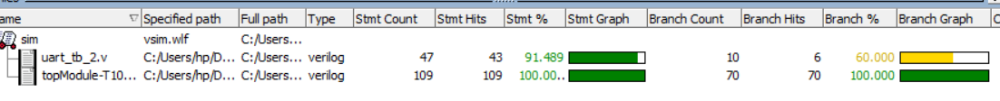 ame Specified path Full path Type Stmt Count Stmt Hits Stmt % Stmt Graph Branch Count Branch Hits Branch % Branch Graph C
sim vsim.wlf C:/Users...
uart_tb_2.v C:/Users/hp/D... C:/Users... verilog 47 43 91.489 10 6 60.000
topModule-T10... C:/Users/hp/D... C:/Users... verilog 109 109 100.00.. 70 70 100.000